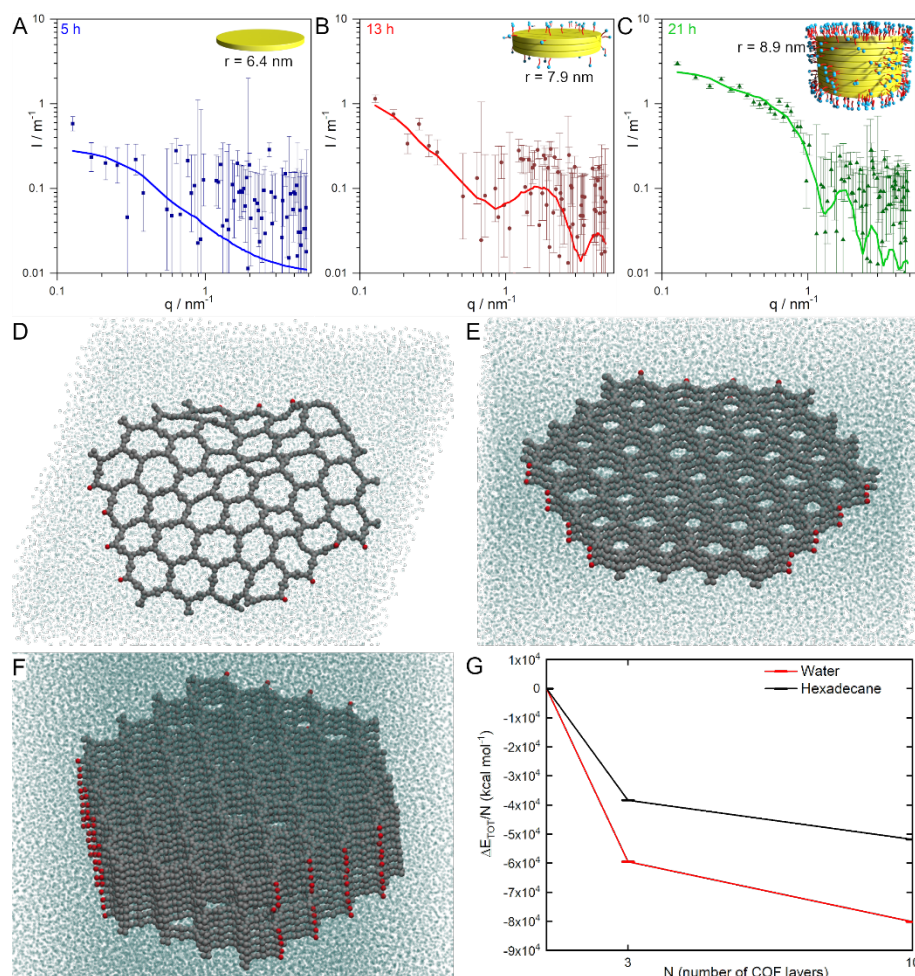 A
5 h
r = 6.4 nm
I / m⁻¹
10
1
0.1
0.01
0.1
1
q / nm⁻¹
B
13 h
r = 7.9 nm
I / m⁻¹
10
1
0.1
0.01
0.1
1
q / nm⁻¹
C
21 h
r = 8.9 nm
I / m⁻¹
10
1
0.1
0.01
0.1
1
10
q / nm⁻¹
D
E
F
G
Water
Hexadecane
ΔE_TOT/N (kcal mol⁻¹)
1x10⁴
0
-1x10⁴
-2x10⁴
-3x10⁴
-4x10⁴
-5x10⁴
-6x10⁴
-7x10⁴
-8x10⁴
-9x10⁴
3
10
N (number of COF layers)